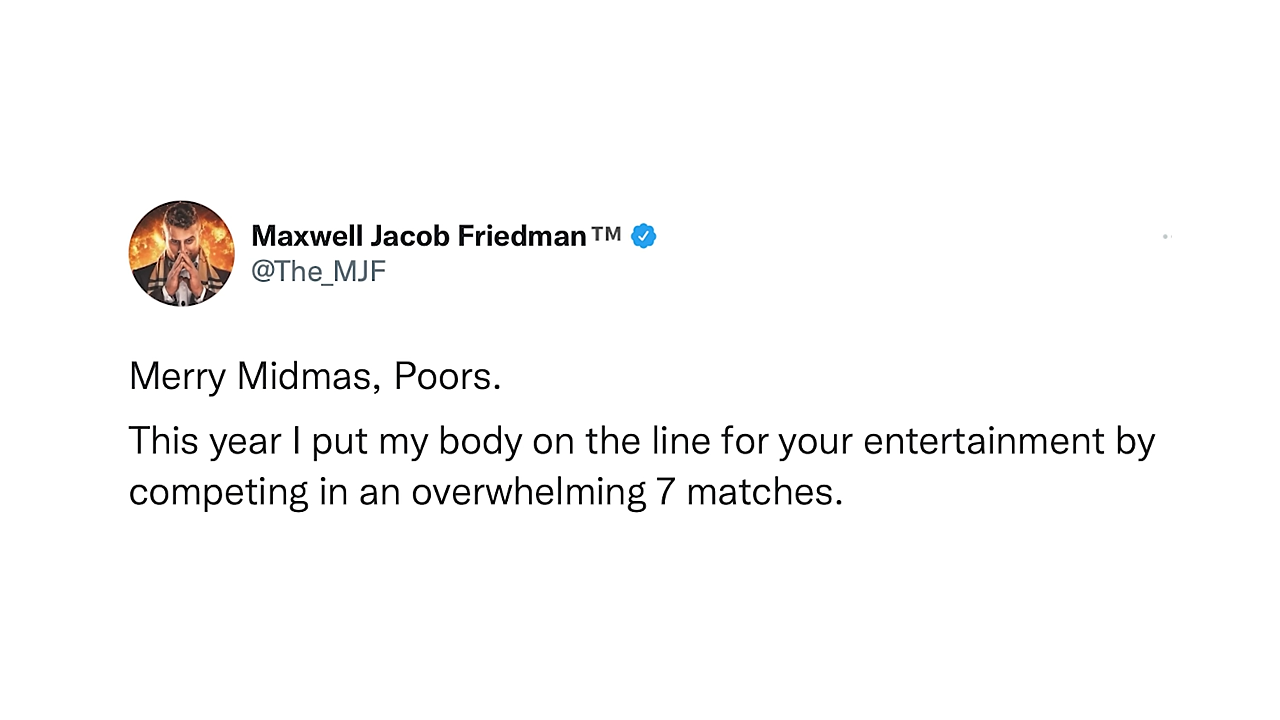 Maxwell Jacob Friedman™
@The_MJF
Merry Midmas, Poors.
This year I put my body on the line for your entertainment by
competing in an overwhelming 7 matches.